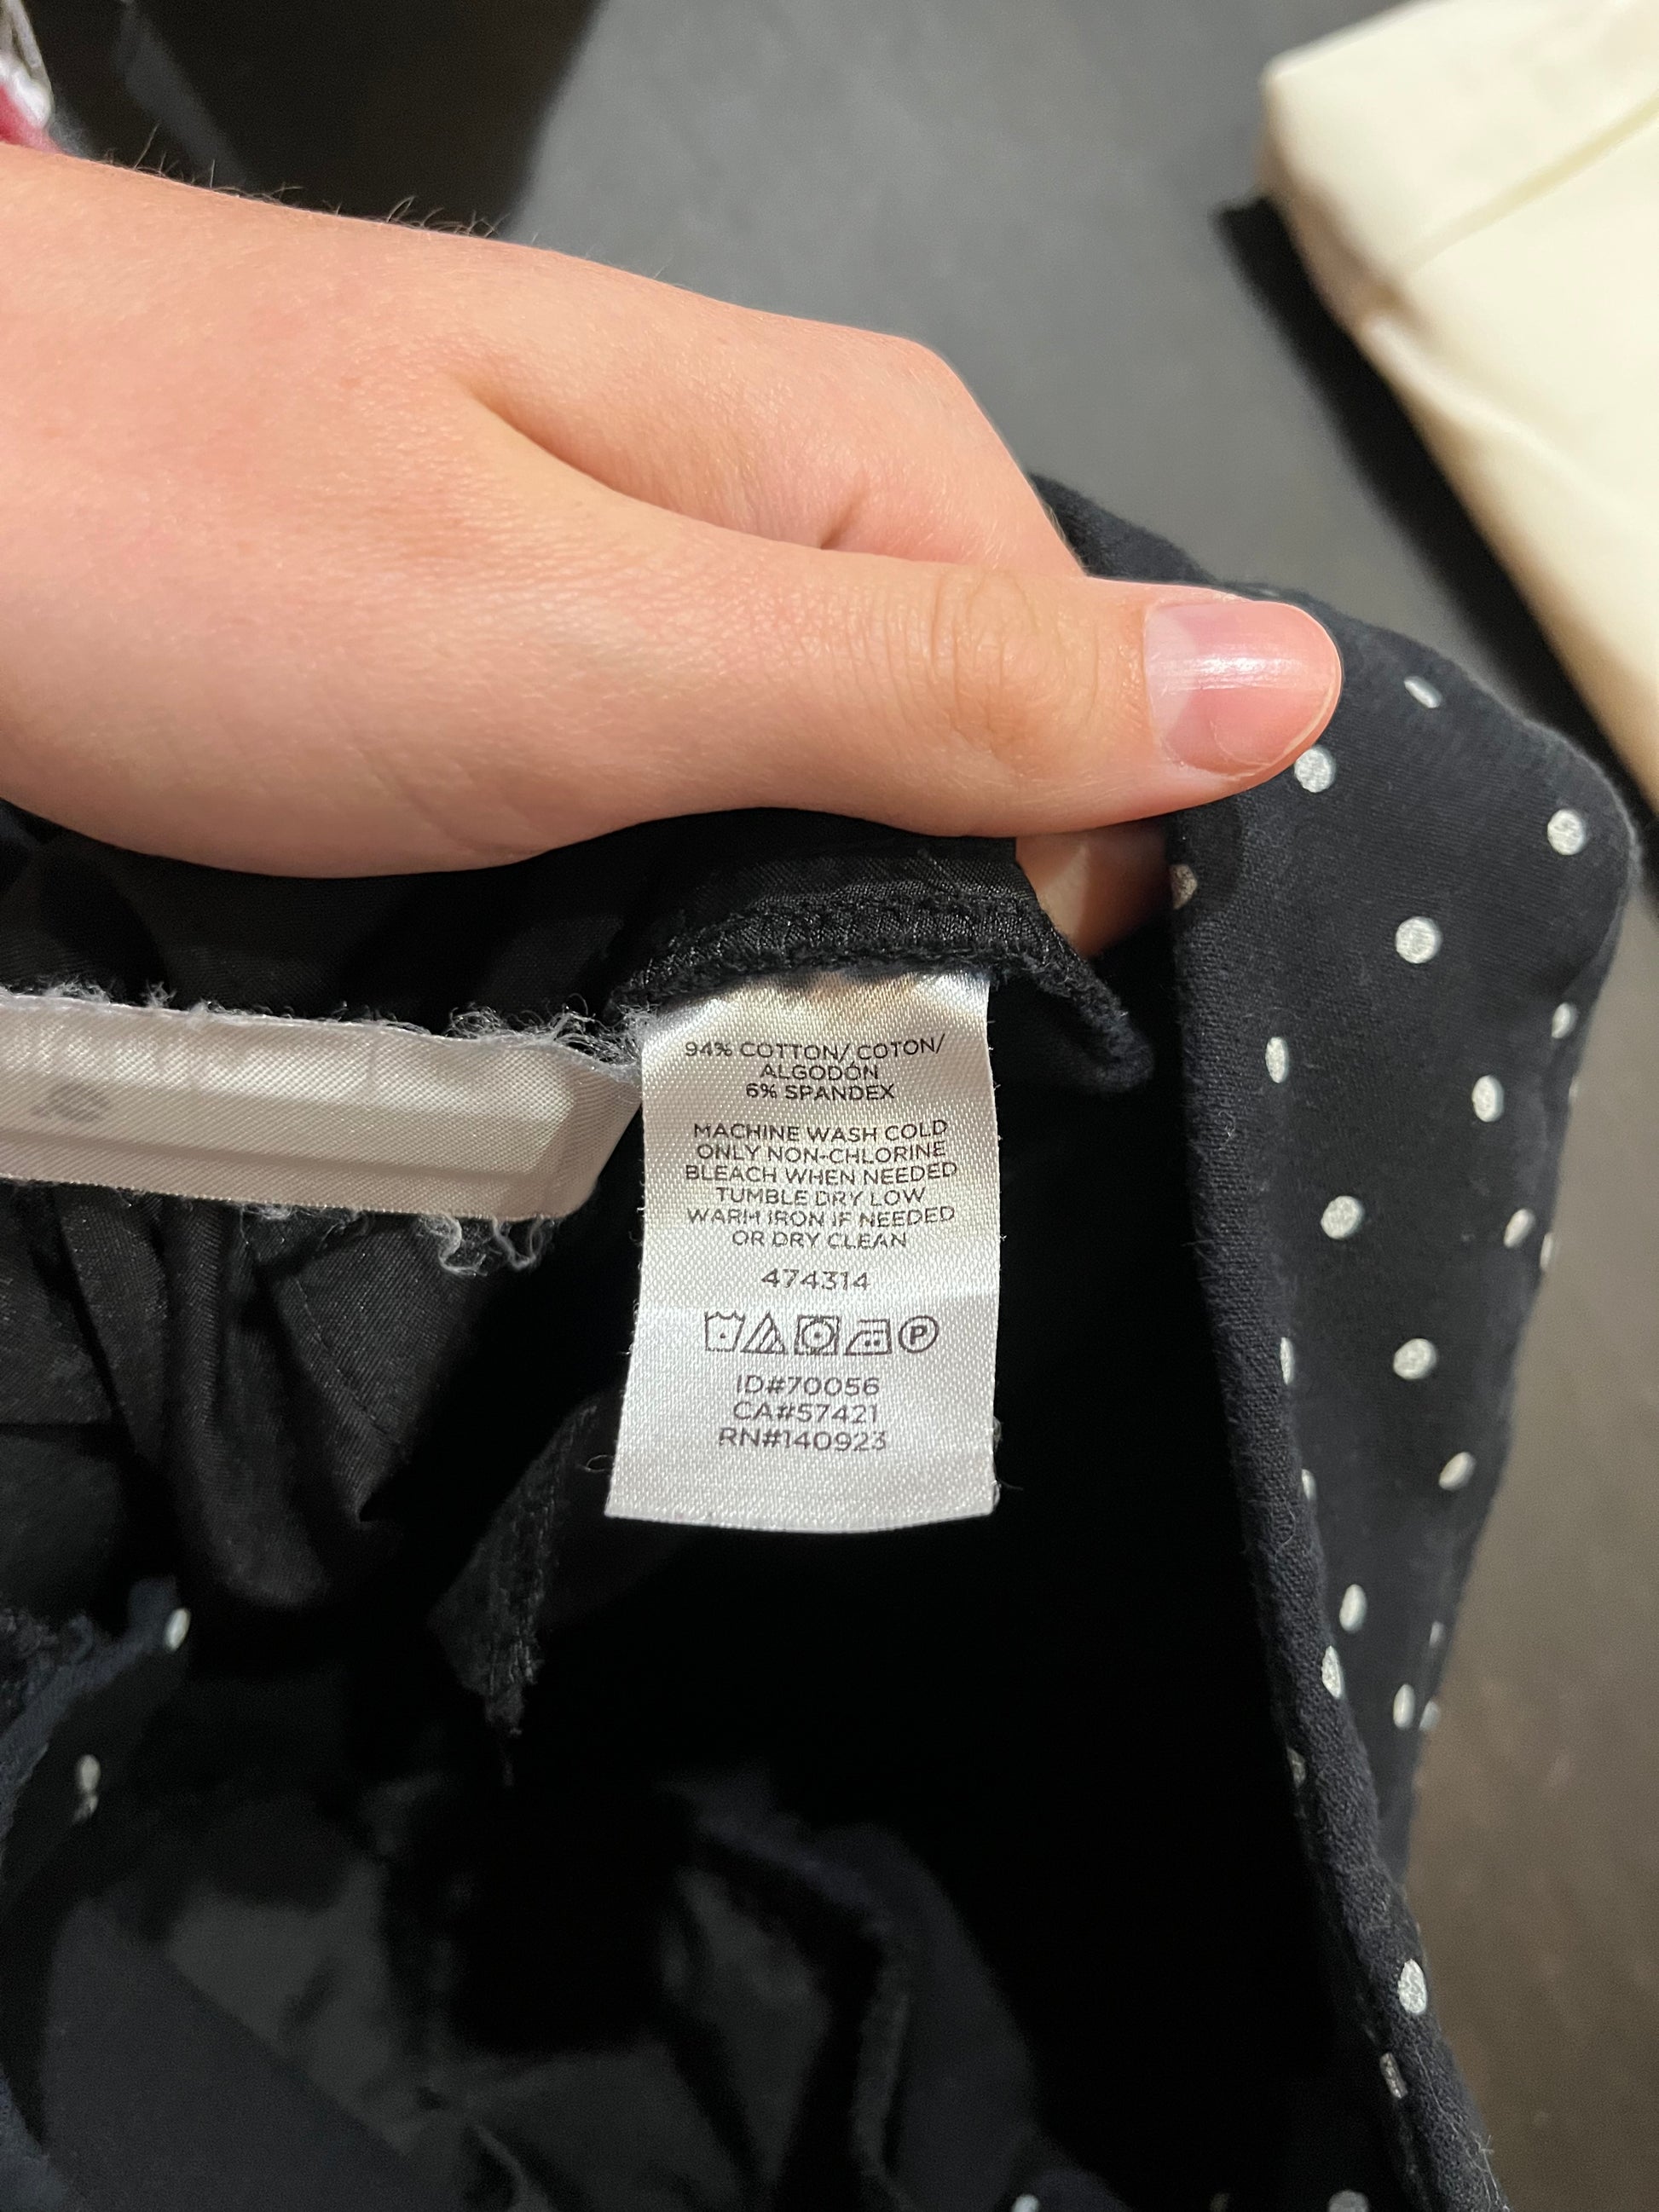 94% COTTON/ COTON/
ALGODÓN
6% SPANDEX
MACHINE WASH COLD
ONLY NON-CHLORINE
BLEACH WHEN NEEDED
TUMBLE DRY LOW
WARM IRON IF NEEDED
OR DRY CLEAN
474314
P
ID#70056
CA#57421
RN#140923